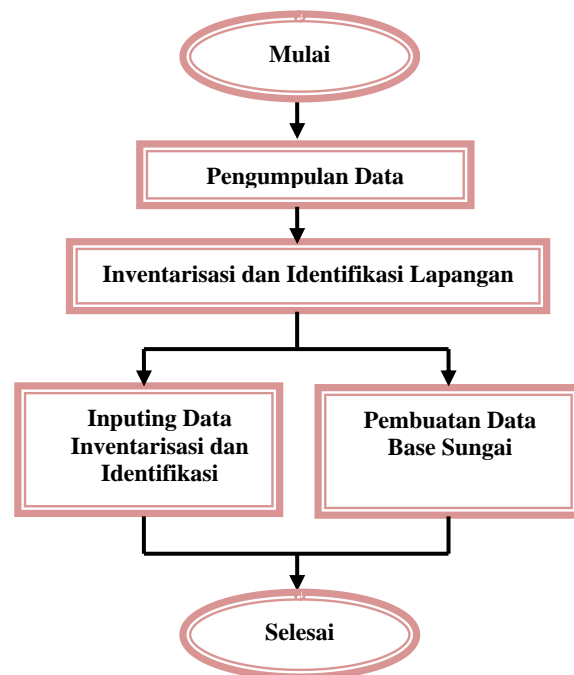 Mulai
Pengumpulan Data
Inventarisasi dan Identifikasi Lapangan
Inputing Data
Inventarisasi dan
Identifikasi
Pembuatan Data
Base Sungai
Selesai